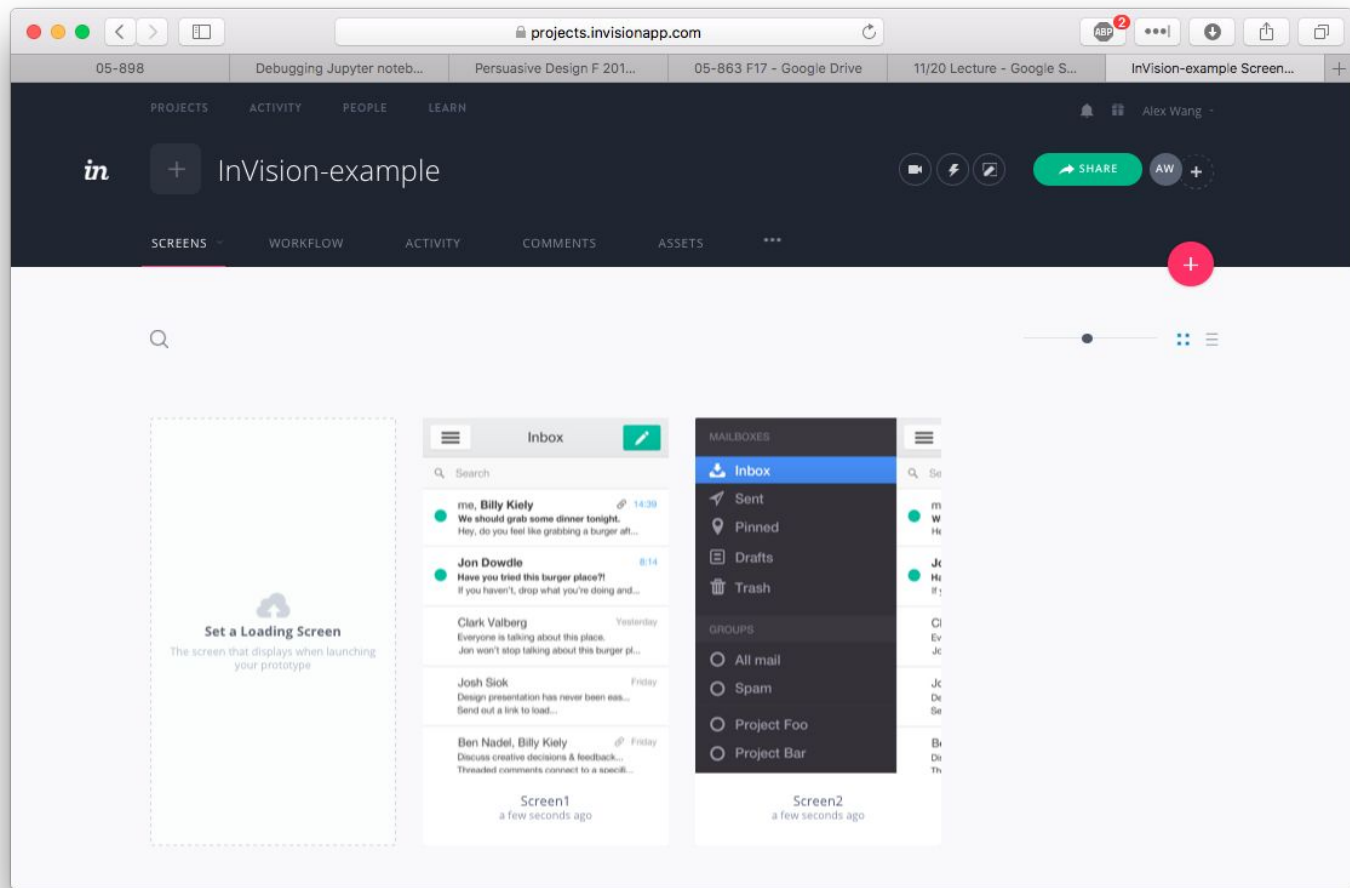 projects.invisionapp.com
ABP 2
05-898
Debugging Jupyter noteb...
Persuasive Design F 201...
05-863 F17 - Google Drive
11/20 Lecture - Google S...
InVision-example Screen...
PROJECTS ACTIVITY PEOPLE LEARN
Alex Wang
in
InVision-example
SHARE
AW
SCREENS WORKFLOW ACTIVITY COMMENTS ASSETS
Set a Loading Screen
The screen that displays when launching
your prototype
Inbox
Search
me, Billy Kiely 14:39
We should grab some dinner tonight.
Hey, do you feel like grabbing a burger aft...
Jon Dowdle 8:14
Have you tried this burger place?!
If you haven't, drop what you're doing and...
Clark Valberg Yesterday
Everyone is talking about this place.
Jon won't stop talking about this burger pl...
Josh Siok Friday
Design presentation has never been eas...
Send out a link to load...
Ben Nadel, Billy Kiely Friday
Discuss creative decisions & feedback...
Threaded comments connect to a specifi...
Screen1
a few seconds ago
MAILBOXES
Inbox
Sent
Pinned
Drafts
Trash
GROUPS
All mail
Spam
Project Foo
Project Bar
Screen2
a few seconds ago